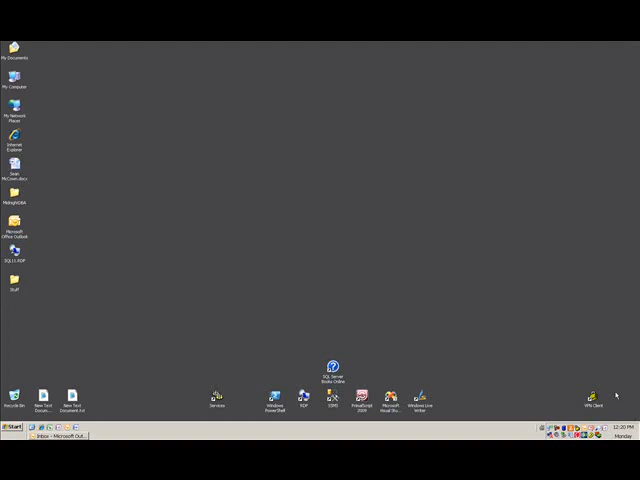 My Documents
My Computer
My Network
Places
Internet
Explorer
Sean
McCown.docx
MidnightDBA
Microsoft
Office Outlook
SQL11.RDP
Stuff
SQL Server
Books Online
Recycle Bin
New Text
Docum...
New Text
Document.txt
Services
Windows
PowerShell
RDP
SSMS
PrimalScript
2009
Microsoft
Visual Stu...
Windows Live
Writer
VPN Client
Start
12:20 PM
Inbox - Microsoft Out...
Monday